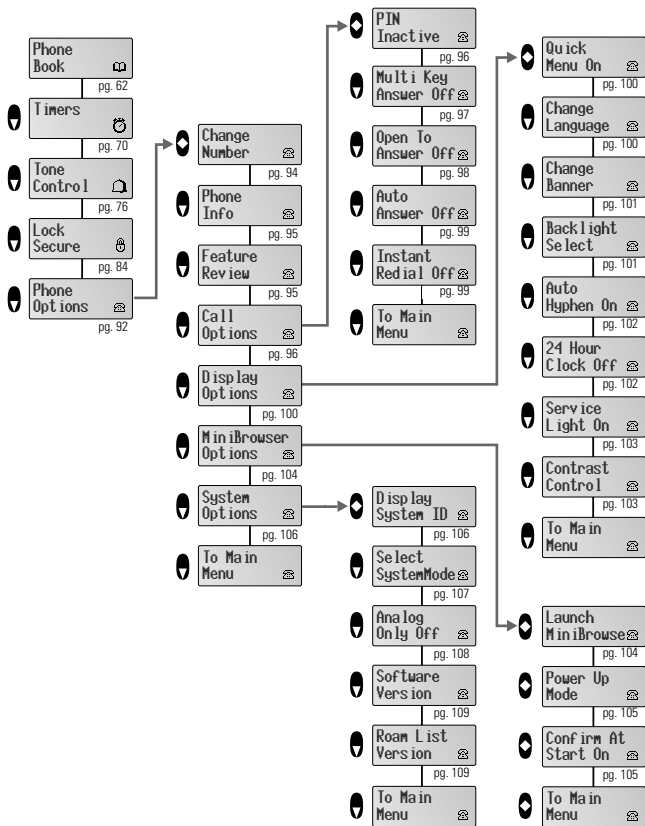 Phone
Book
pg. 62
Timers
pg. 70
Tone
Control
pg. 76
Lock
Secure
pg. 84
Phone
Options
pg. 92
Change
Number
pg. 94
Phone
Info
pg. 95
Feature
Review
pg. 95
Call
Options
pg. 96
Display
Options
pg. 100
MiniBrowser
Options
pg. 104
System
Options
pg. 106
To Main
Menu
PIN
Inactive
pg. 96
Multi Key
Answer Off
pg. 97
Open To
Answer Off
pg. 98
Auto
Answer Off
pg. 99
Instant
Redial Off
pg. 99
To Main
Menu
Display
System ID
pg. 106
Select
SystemMode
pg. 107
Analog
Only Off
pg. 108
Software
Version
pg. 109
Roam List
Version
pg. 109
To Main
Menu
Quick
Menu On
pg. 100
Change
Language
pg. 100
Change
Banner
pg. 101
Backlight
Select
pg. 101
Auto
Hyphen On
pg. 102
24 Hour
Clock Off
pg. 102
Service
Light On
pg. 103
Contrast
Control
pg. 103
To Main
Menu
Launch
MiniBrowse
pg. 104
Power Up
Mode
pg. 105
Confirm At
Start On
pg. 105
To Main
Menu